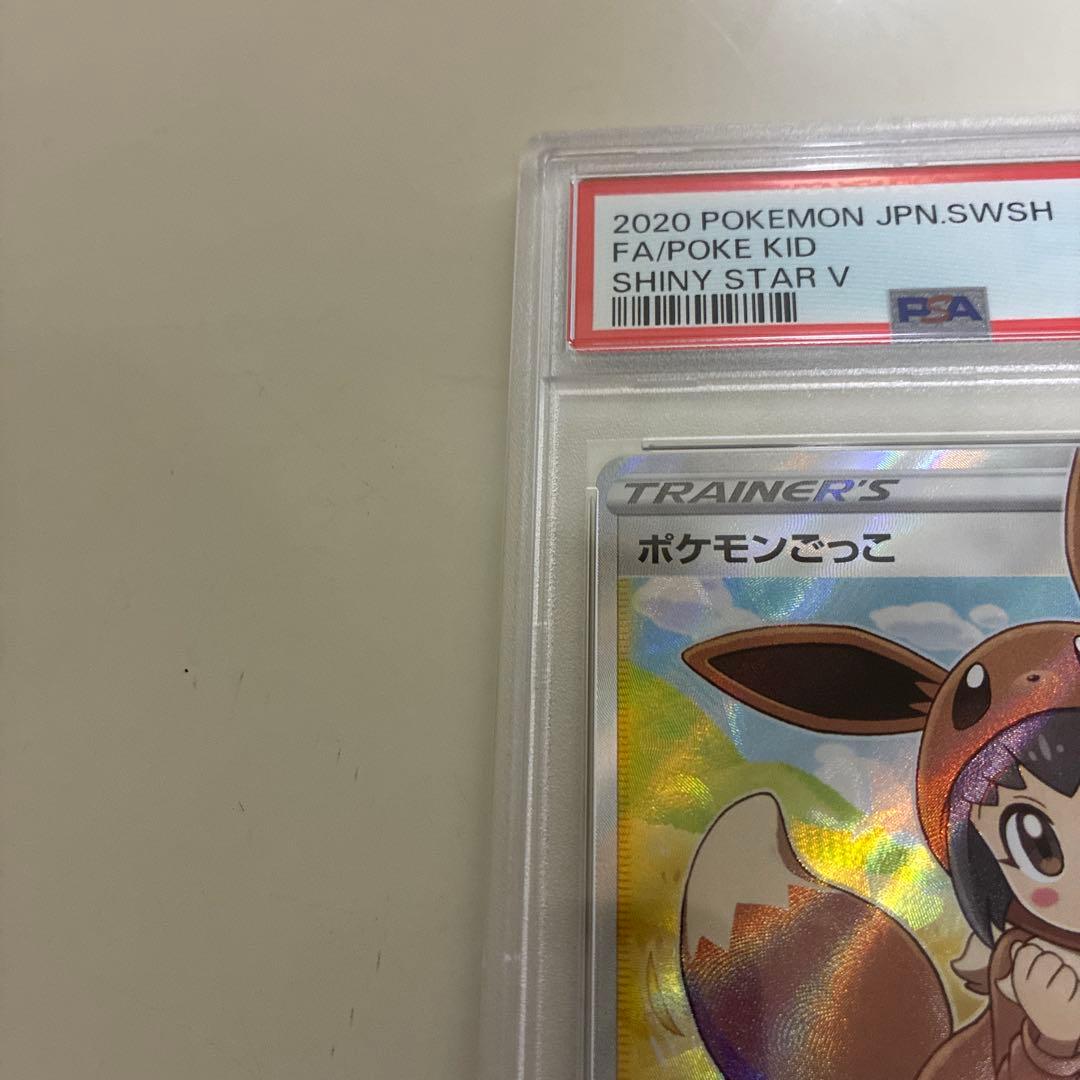 2020 POKEMON JPN.SWSH
FA/POKE KID
SHINY STAR V
PSA
TRAINER'S
ポケモンごっこ